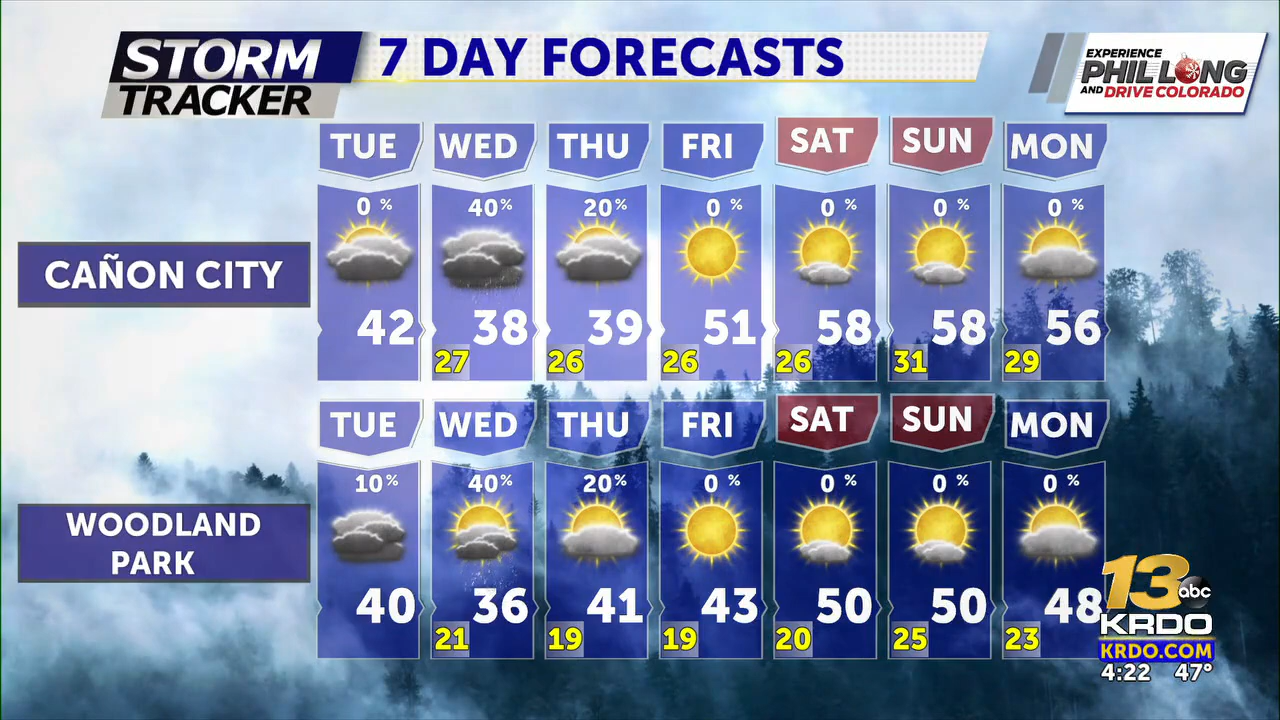 STORM
TRACKER
7 DAY FORECASTS
EXPERIENCE
PHIL LONG
AND DRIVE COLORADO
TUE WED THU FRI SAT SUN MON
0 % 40% 20% 0 % 0 % 0 % 0 %
CAÑON CITY
42 38 39 51 58 58 56
27 26 26 26 31 29
TUE WED THU FRI SAT SUN MON
10% 40% 20% 0 % 0 % 0 % 0 %
WOODLAND
PARK
40 36 41 43 50 50 48
21 19 19 20 25 23
13 abc
KRDO
KRDO.COM
4:22 47°